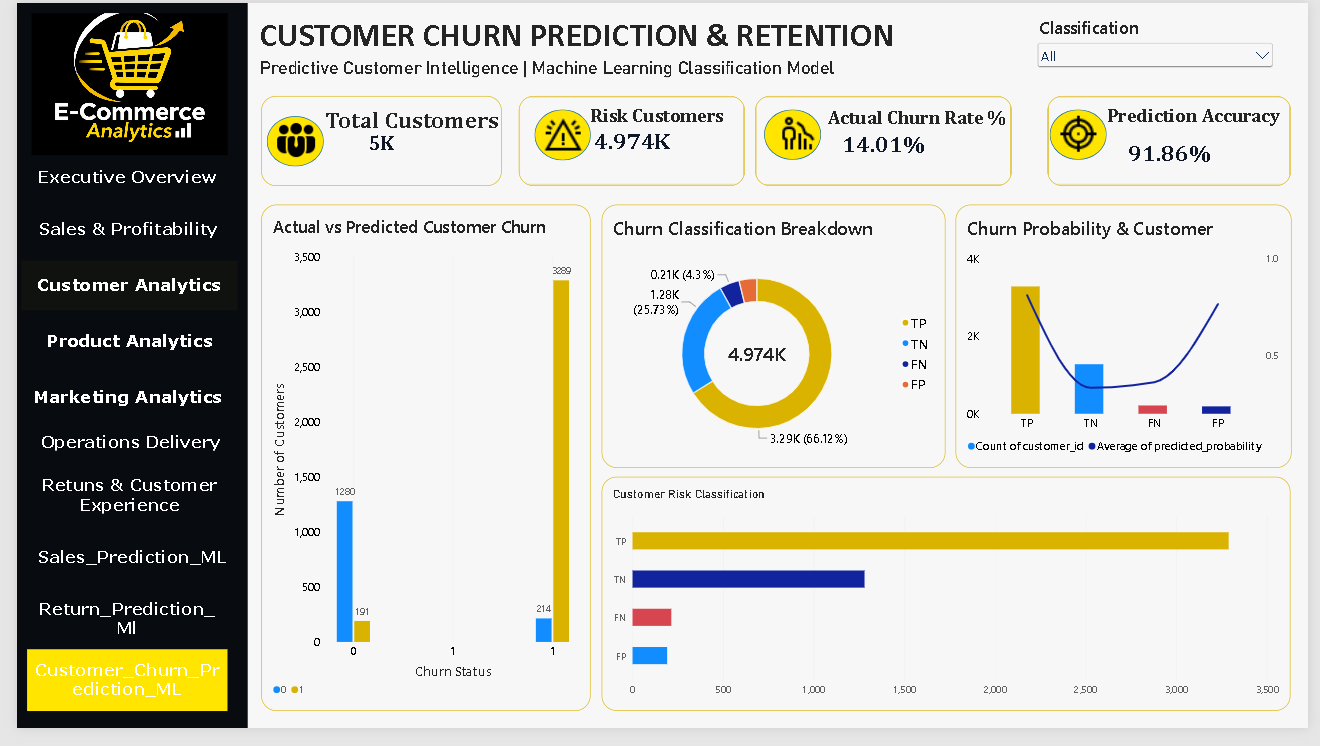 E-Commerce
Analytics
Executive Overview
Sales & Profitability
Customer Analytics
Product Analytics
Marketing Analytics
Operations Delivery
Retuns & Customer
Experience
Sales_Prediction_ML
Return_Prediction_
Ml
Customer_Churn_Pr
ediction_ML
CUSTOMER CHURN PREDICTION & RETENTION
Predictive Customer Intelligence | Machine Learning Classification Model
Classification
All
Total Customers
5K
Risk Customers
4.974K
Actual Churn Rate %
14.01%
Prediction Accuracy
91.86%
Actual vs Predicted Customer Churn
Number of Customers
3,500
3,000
2,500
2,000
1,500
1,000
500
0
1280
191
214
3289
0
1
1
Churn Status
0 1
Churn Classification Breakdown
0.21K (4.3%)
1.28K
(25.73%)
4.974K
3.29K (66.12%)
TP
TN
FN
FP
Churn Probability & Customer
4K
2K
0K
1.0
0.5
TP TN FN FP
Count of customer_id Average of predicted_probability
Customer Risk Classification
TP
TN
FN
FP
0 500 1,000 1,500 2,000 2,500 3,000 3,500